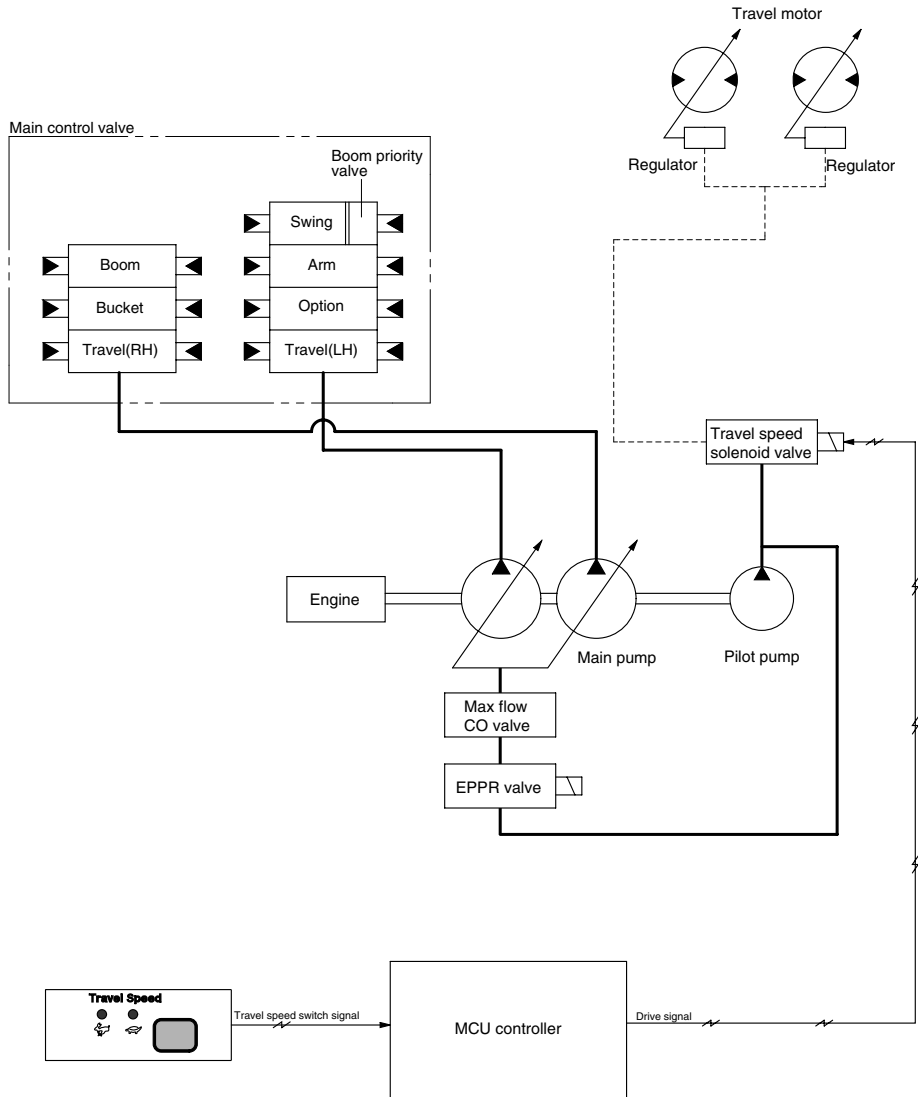 Travel motor
Regulator
Regulator
Main control valve
Boom priority
valve
Swing
Boom
Arm
Bucket
Option
Travel(RH)
Travel(LH)
Travel speed
solenoid valve
Engine
Main pump
Pilot pump
Max flow
CO valve
EPPR valve
Travel Speed
Travel speed switch signal
MCU controller
Drive signal